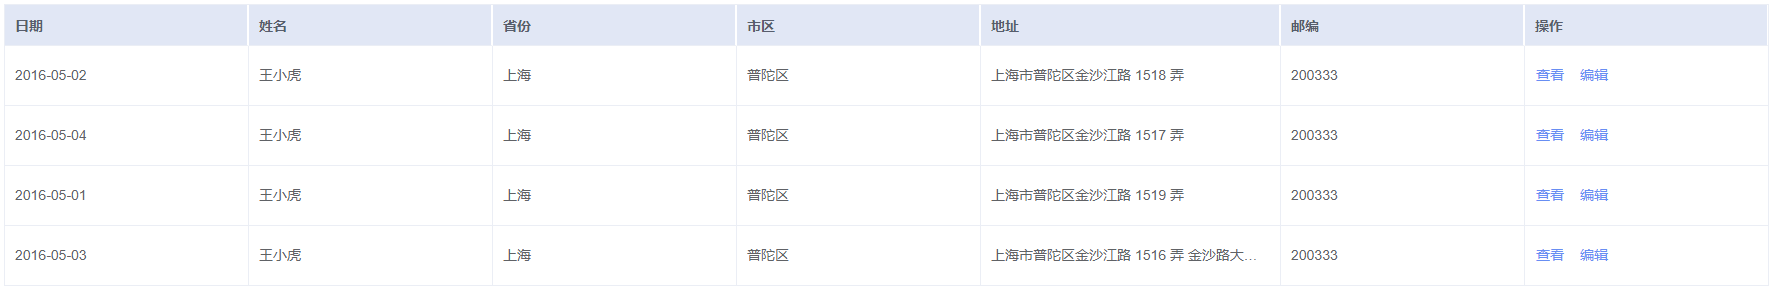 日期 姓名 省份 市区 地址 邮编 操作
2016-05-02 王小虎 上海 普陀区 上海市普陀区金沙江路 1518 弄 200333 查看 编辑
2016-05-04 王小虎 上海 普陀区 上海市普陀区金沙江路 1517 弄 200333 查看 编辑
2016-05-01 王小虎 上海 普陀区 上海市普陀区金沙江路 1519 弄 200333 查看 编辑
2016-05-03 王小虎 上海 普陀区 上海市普陀区金沙江路 1516 弄 金沙路大... 200333 查看 编辑